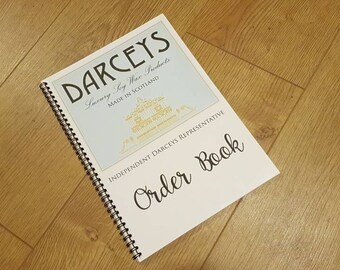 DARCEYS
Luxury Soy Wax Products
MADE IN SCOTLAND
INDEPENDENT DARCEYS REPRESENTATIVE
Order Book